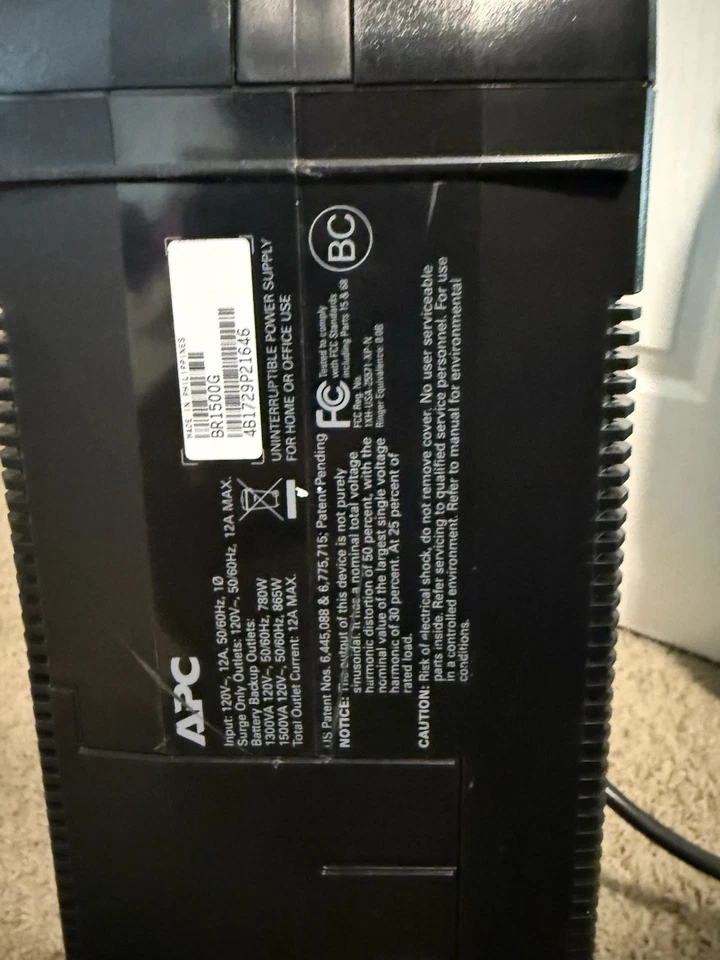 APC
Input: 120V~, 12A, 50/60Hz, 1Ø
Surge Only Outlets: 120V~, 50/60Hz, 12A MAX.
Battery Backup Outlets:
1300VA 120V~, 50/60Hz, 780W
1500VA 120V~, 50/60Hz, 865W
Total Outlet Current: 12A MAX.
MADE IN PHILIPPINES
BR1500G
4B1729P21646
UNINTERRUPTIBLE POWER SUPPLY
FOR HOME OR OFFICE USE
US Patent Nos. 6,445,088 & 6,775,715; Patent Pending
NOTICE: The output of this device is not purely
sinusoidal. It has a nominal total voltage
harmonic distortion of 50 percent, with the
nominal value of the largest single voltage
harmonic of 30 percent. At 25 percent of
rated load.
FC
Tested to comply
with FCC Standards
including Parts 15 & 68
FCC Reg. No.
Ringer Equivalence 0.0B
BC
CAUTION: Risk of electrical shock, do not remove cover. No user serviceable
parts inside. Refer servicing to qualified service personnel. For use
in a controlled environment. Refer to manual for environmental
conditions.